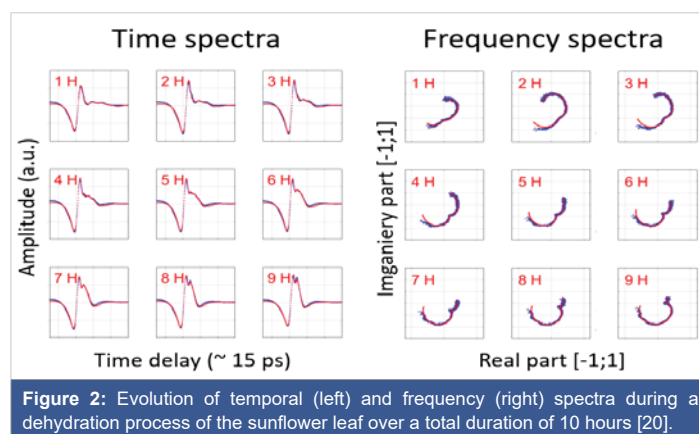 Time spectra
Frequency spectra
1 H
2 H
3 H
4 H
5 H
6 H
7 H
8 H
9 H
Amplitude (a.u.)
Time delay (~ 15 ps)
1 H
2 H
3 H
4 H
5 H
6 H
7 H
8 H
9 H
Imganiery part [-1;1]
Real part [-1;1]
Figure 2: Evolution of temporal (left) and frequency (right) spectra during a
dehydration process of the sunflower leaf over a total duration of 10 hours [20].